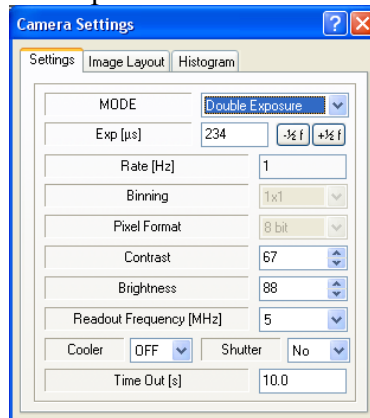 Camera Settings
Settings Image Layout Histogram
MODE Double Exposure
Exp [µs] 234 -½ f +½ f
Rate [Hz] 1
Binning 1x1
Pixel Format 8 bit
Contrast 67
Brightness 88
Readout Frequency [MHz] 5
Cooler OFF Shutter No
Time Out [s] 10.0